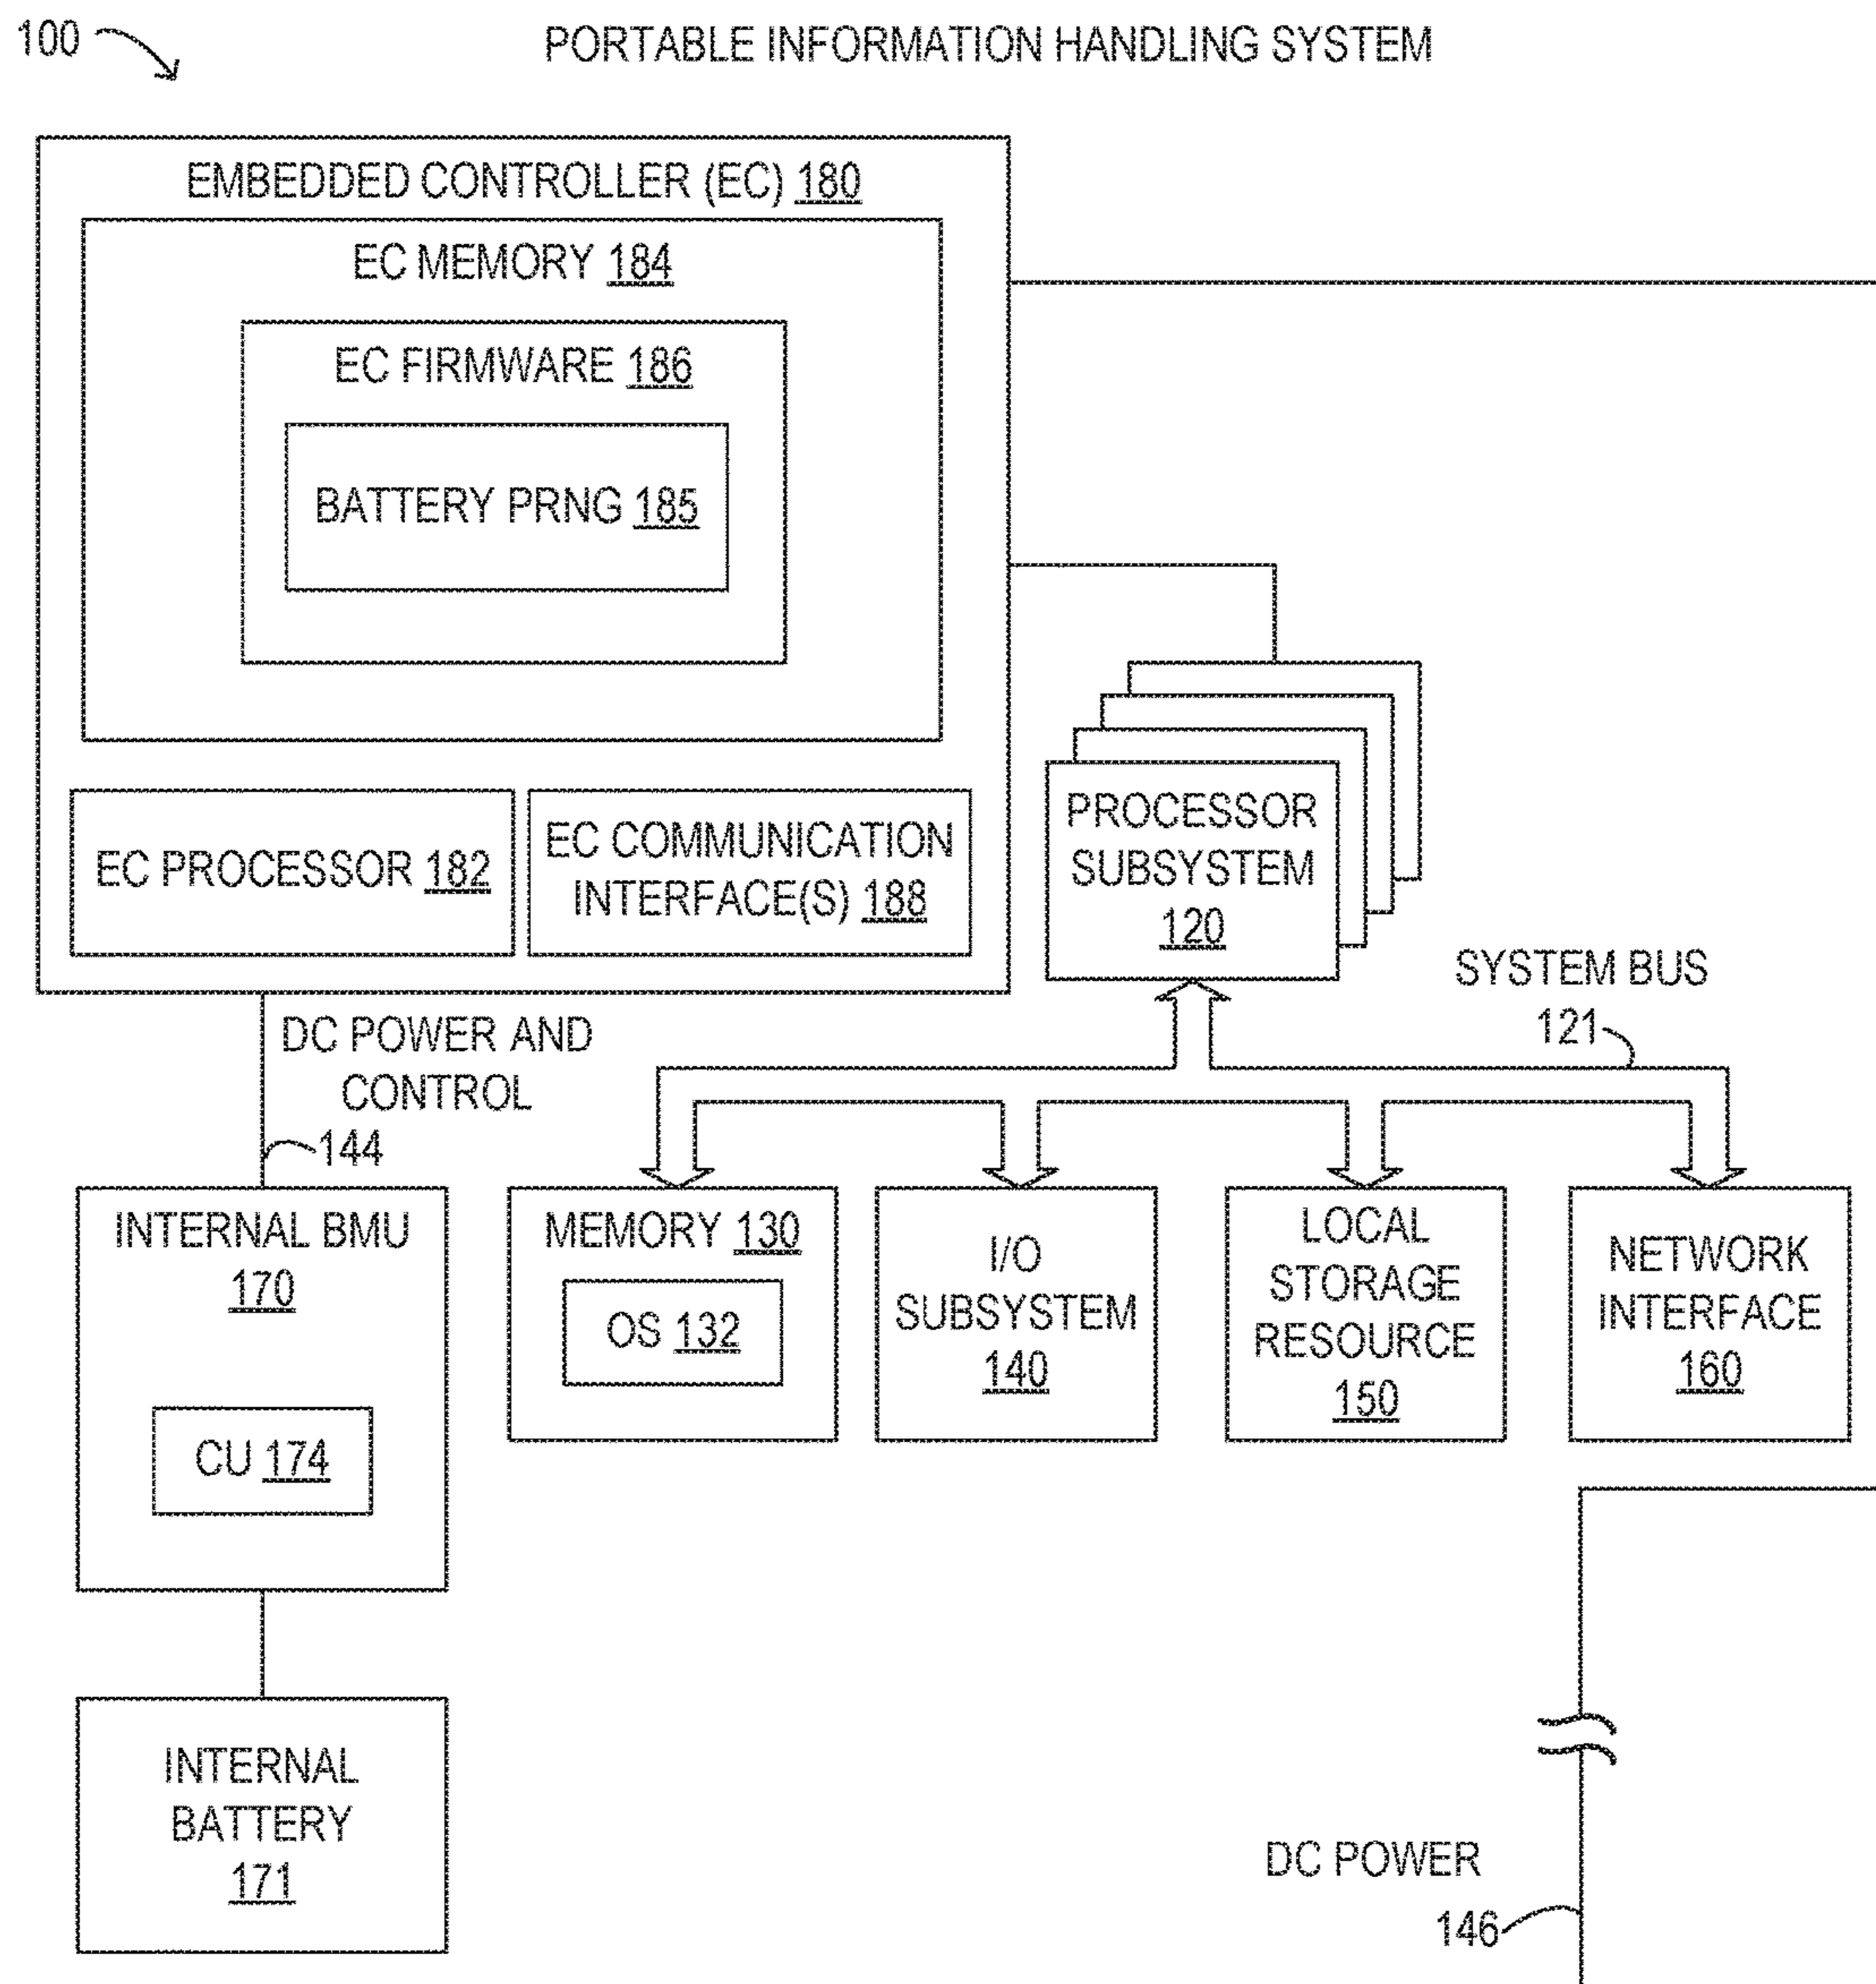 100
PORTABLE INFORMATION HANDLING SYSTEM
EMBEDDED CONTROLLER (EC) 180
EC MEMORY 184
EC FIRMWARE 186
BATTERY PRNG 185
EC PROCESSOR 182
EC COMMUNICATION
INTERFACE(S) 188
PROCESSOR
SUBSYSTEM
120
SYSTEM BUS
121
DC POWER AND
CONTROL
144
INTERNAL BMU
170
CU 174
MEMORY 130
OS 132
I/O
SUBSYSTEM
140
LOCAL
STORAGE
RESOURCE
150
NETWORK
INTERFACE
160
INTERNAL
BATTERY
171
DC POWER
146